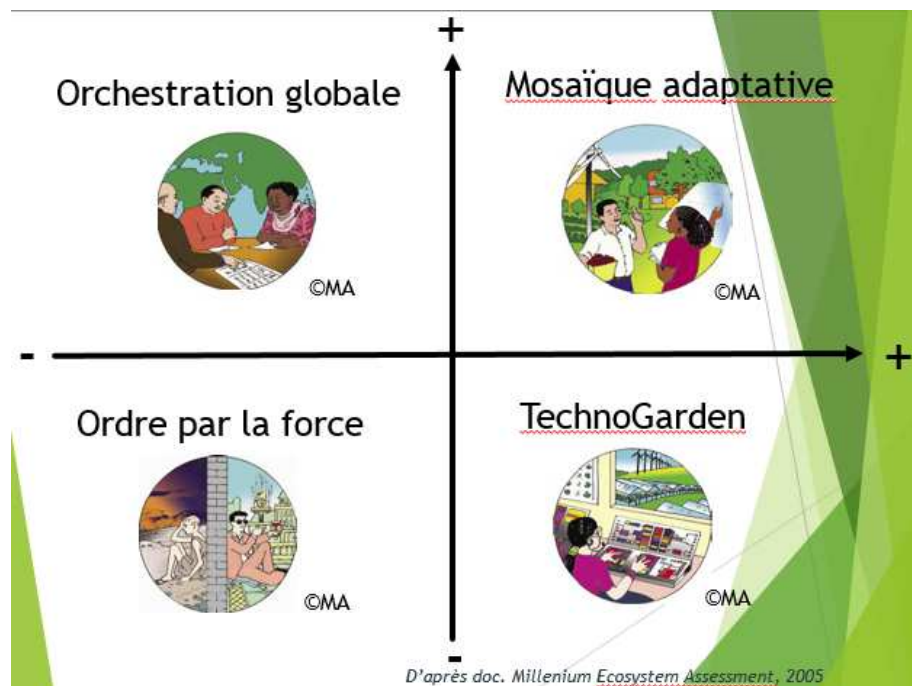 +
Orchestration globale
Mosaïque adaptative
©MA
©MA
-
+
Ordre par la force
TechnoGarden
©MA
©MA
-
D'après doc. Millenium Ecosystem Assessment, 2005